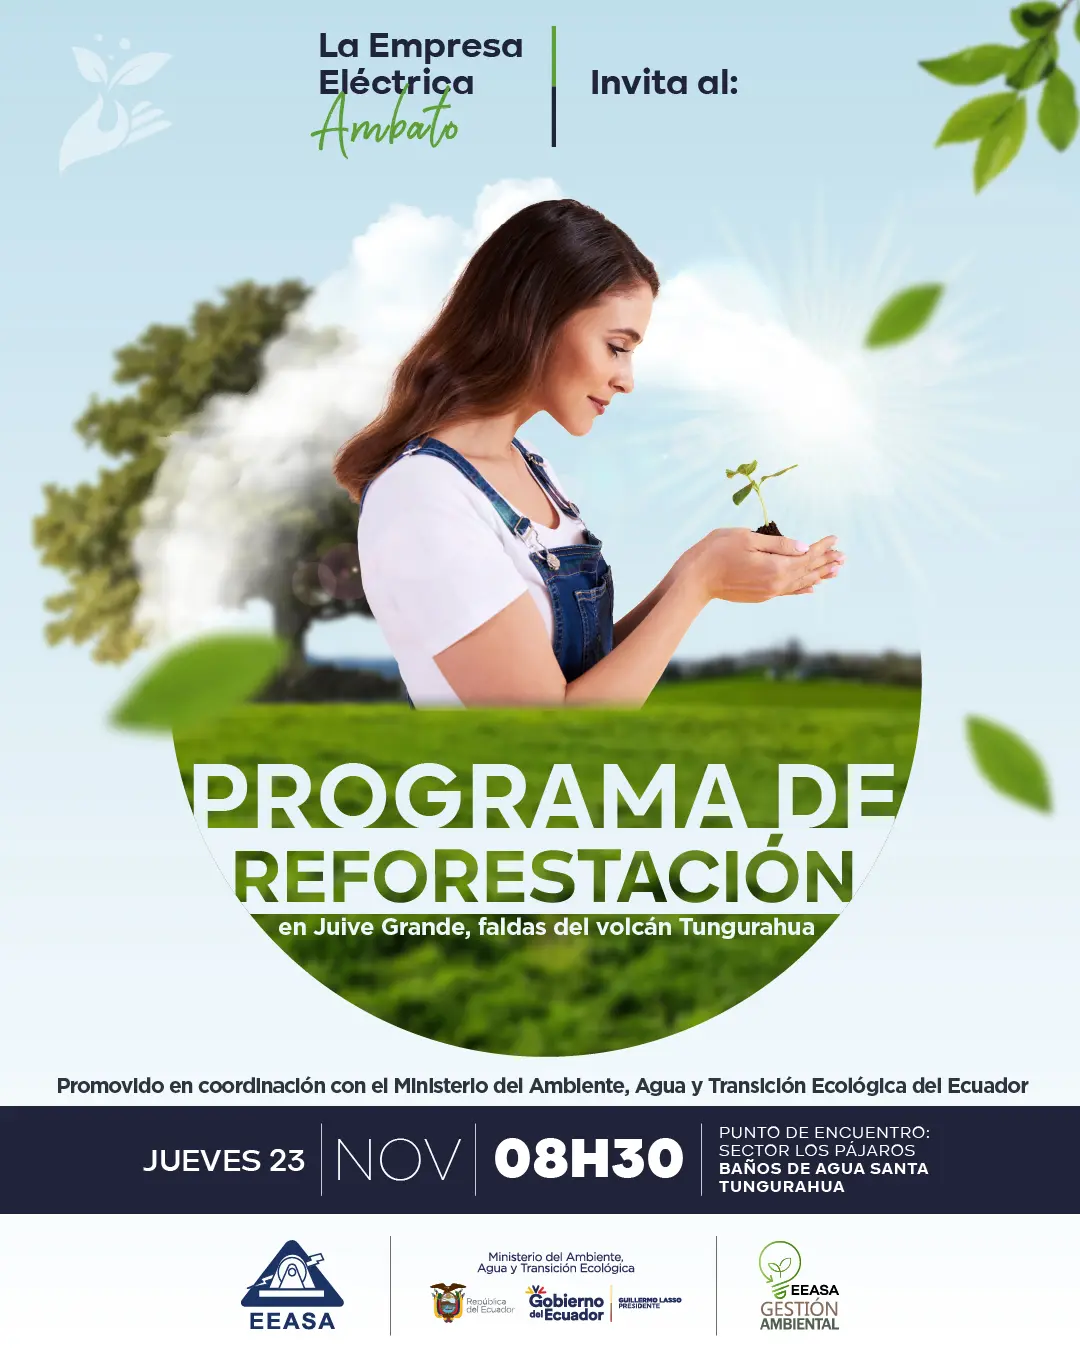 La Empresa
Eléctrica
Ambato
Invita al:
PROGRAMA DE
REFORESTACIÓN
en Juive Grande, faldas del volcán Tungurahua
Promovido en coordinación con el Ministerio del Ambiente, Agua y Transición Ecológica del Ecuador
JUEVES 23
NOV
08H30
PUNTO DE ENCUENTRO:
SECTOR LOS PÁJAROS
BAÑOS DE AGUA SANTA
TUNGURAHUA
EEASA
Ministerio del Ambiente,
Agua y Transición Ecológica
República
del Ecuador
Gobierno
del Ecuador
GUILLERMO LASSO
PRESIDENTE
EEASA
GESTIÓN
AMBIENTAL